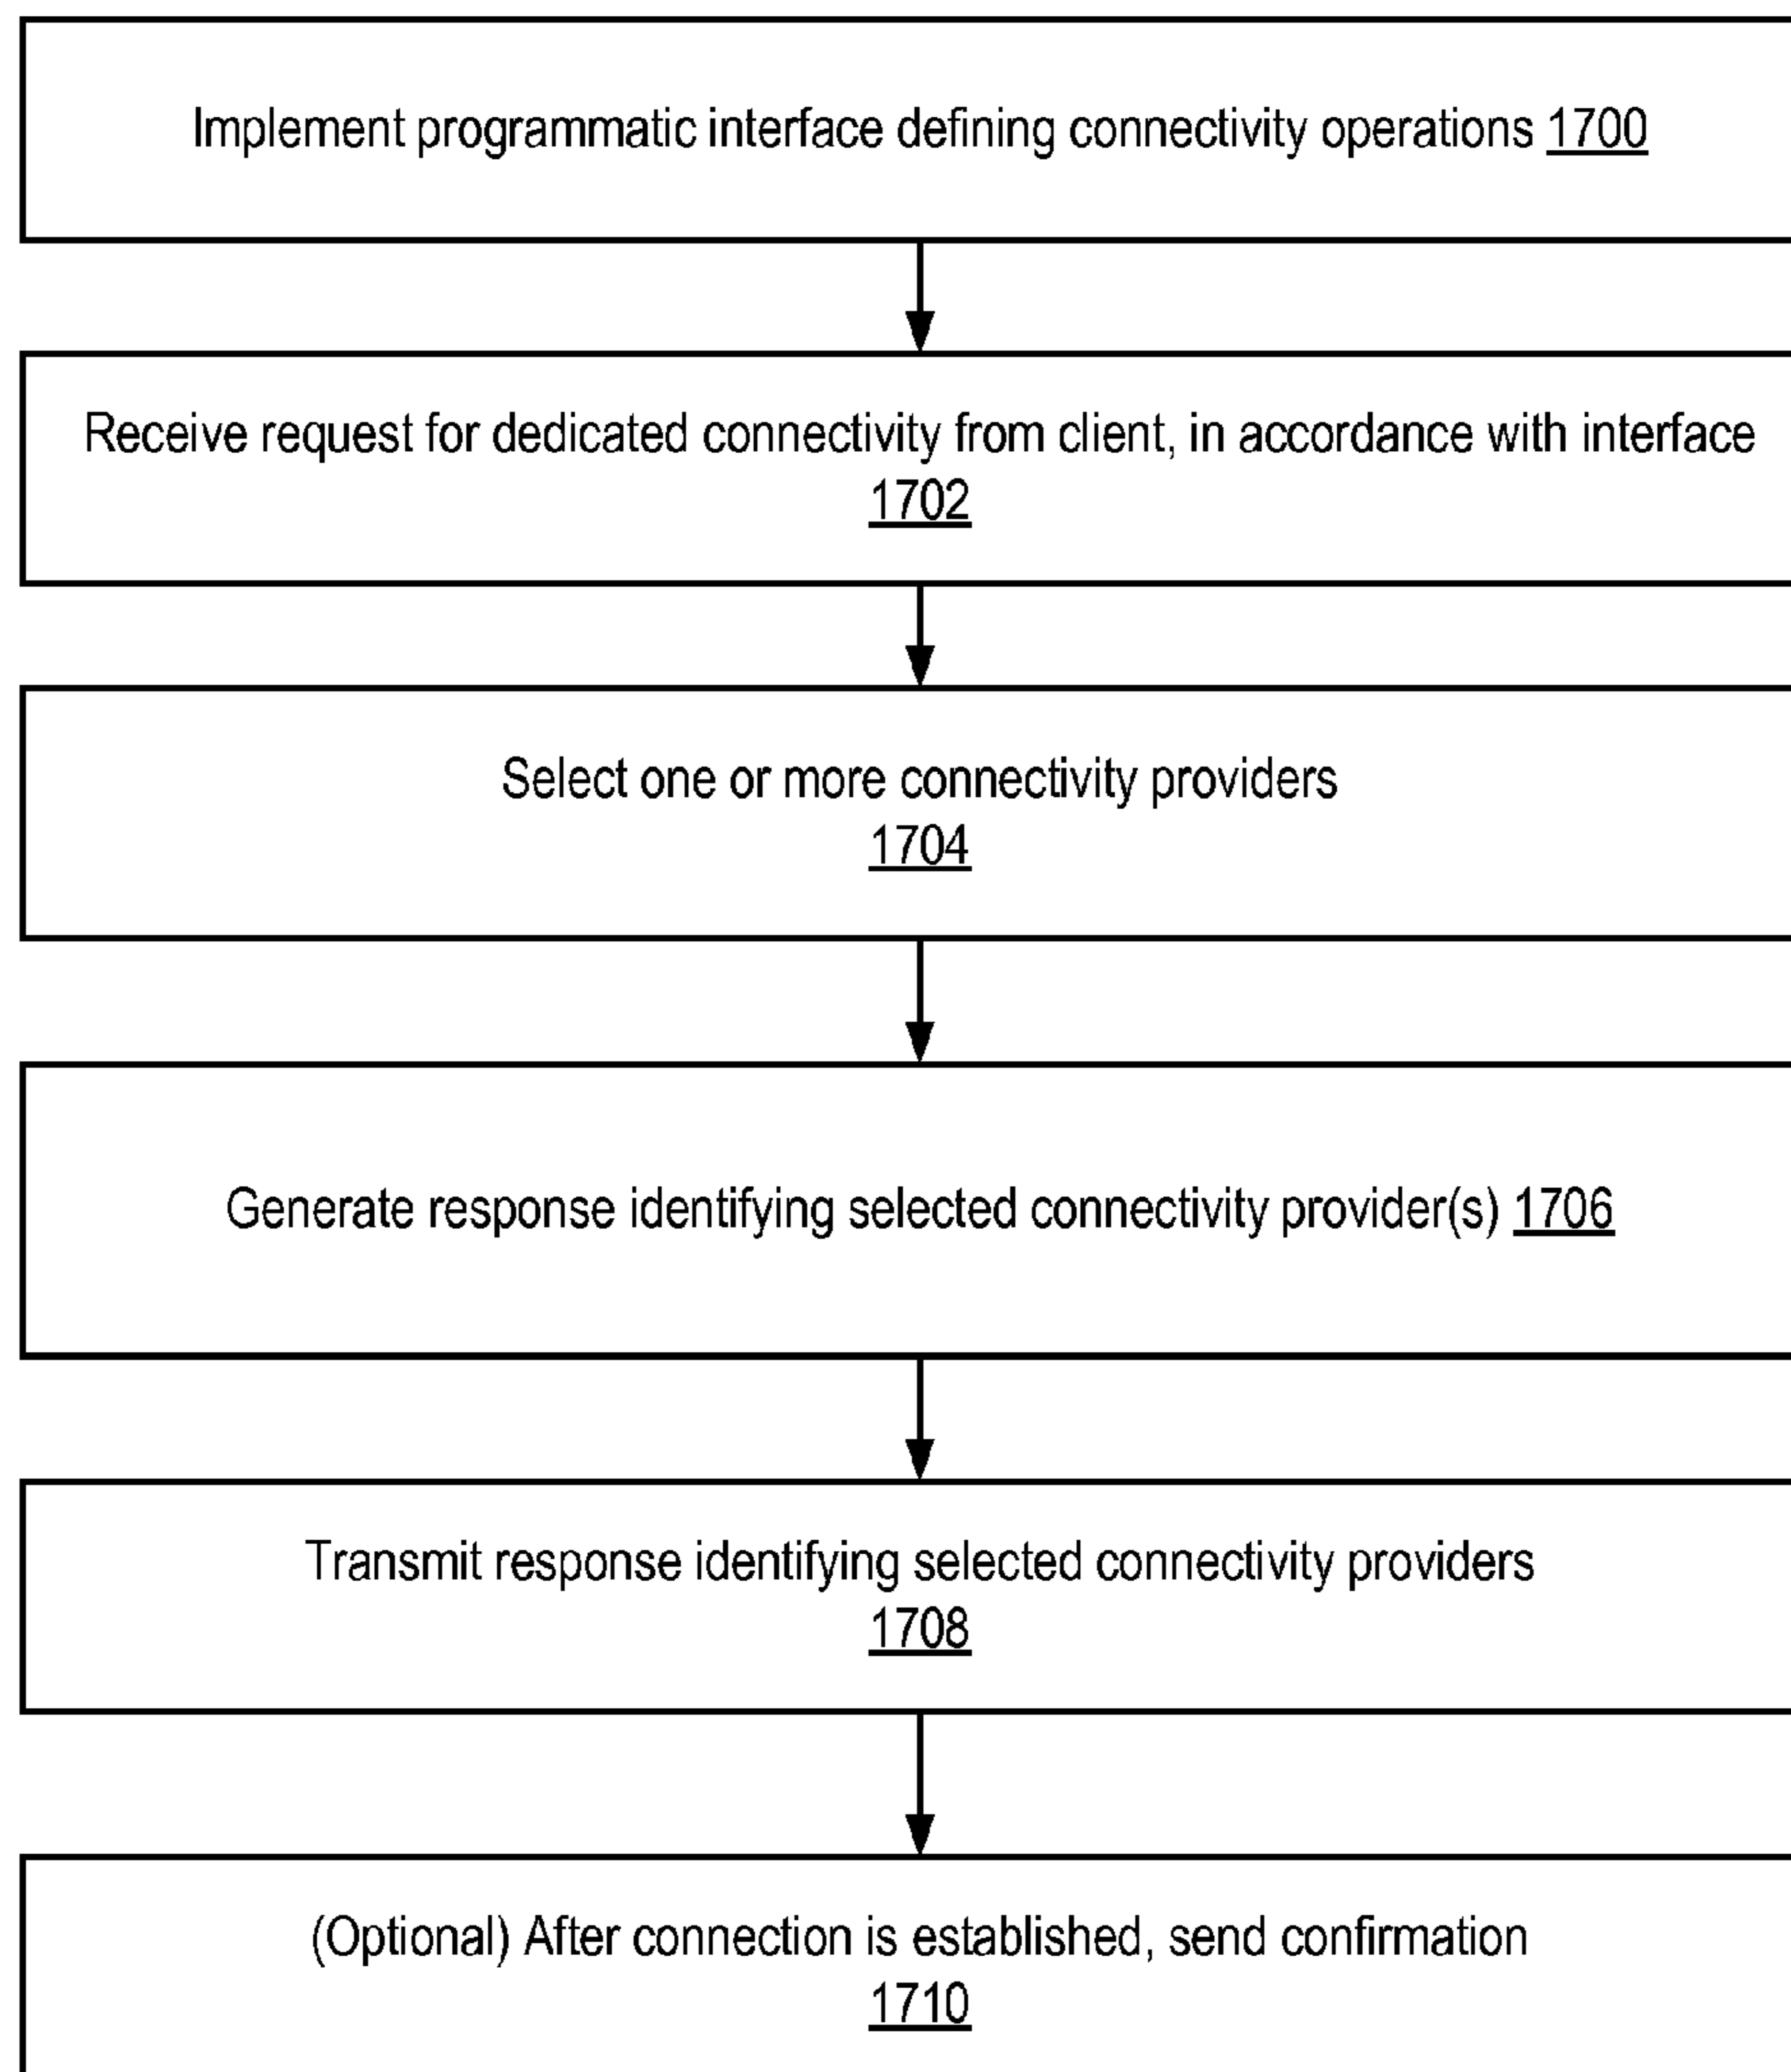 Implement programmatic interface defining connectivity operations 1700
Receive request for dedicated connectivity from client, in accordance with interface
1702
Select one or more connectivity providers
1704
Generate response identifying selected connectivity provider(s) 1706
Transmit response identifying selected connectivity providers
1708
(Optional) After connection is established, send confirmation
1710